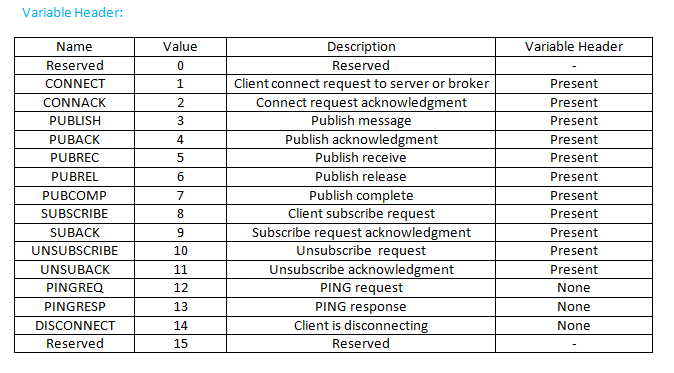 Variable Header:
Name Value Description Variable Header
Reserved 0 Reserved -
CONNECT 1 Client connect request to server or broker Present
CONNACK 2 Connect request acknowledgment Present
PUBLISH 3 Publish message Present
PUBACK 4 Publish acknowledgment Present
PUBREC 5 Publish receive Present
PUBREL 6 Publish release Present
PUBCOMP 7 Publish complete Present
SUBSCRIBE 8 Client subscribe request Present
SUBACK 9 Subscribe request acknowledgment Present
UNSUBSCRIBE 10 Unsubscribe request Present
UNSUBACK 11 Unsubscribe acknowledgment Present
PINGREQ 12 PING request None
PINGRESP 13 PING response None
DISCONNECT 14 Client is disconnecting None
Reserved 15 Reserved -